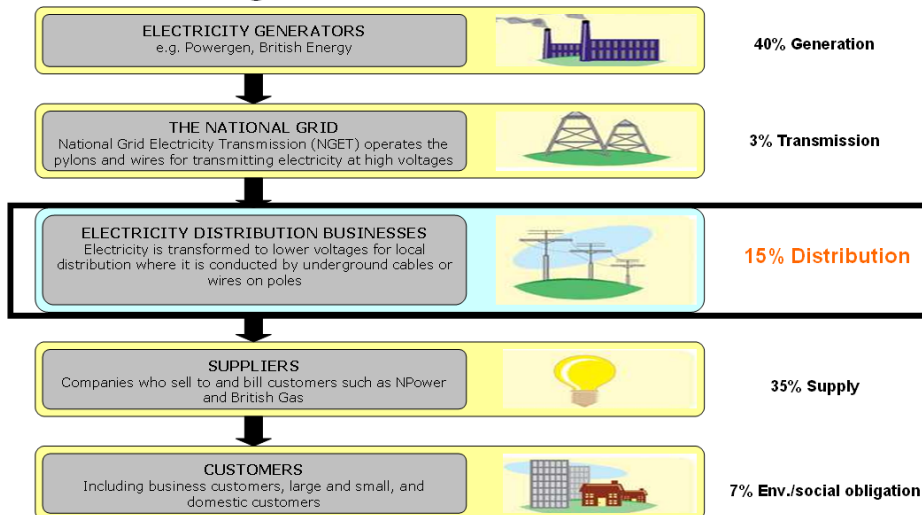 ELECTRICITY GENERATORS
e.g. Powergen, British Energy
40% Generation
THE NATIONAL GRID
National Grid Electricity Transmission (NGET) operates the
pylons and wires for transmitting electricity at high voltages
3% Transmission
ELECTRICITY DISTRIBUTION BUSINESSES
Electricity is transformed to lower voltages for local
distribution where it is conducted by underground cables or
wires on poles
15% Distribution
SUPPLIERS
Companies who sell to and bill customers such as NPower
and British Gas
35% Supply
CUSTOMERS
Including business customers, large and small, and
domestic customers
7% Env./social obligation